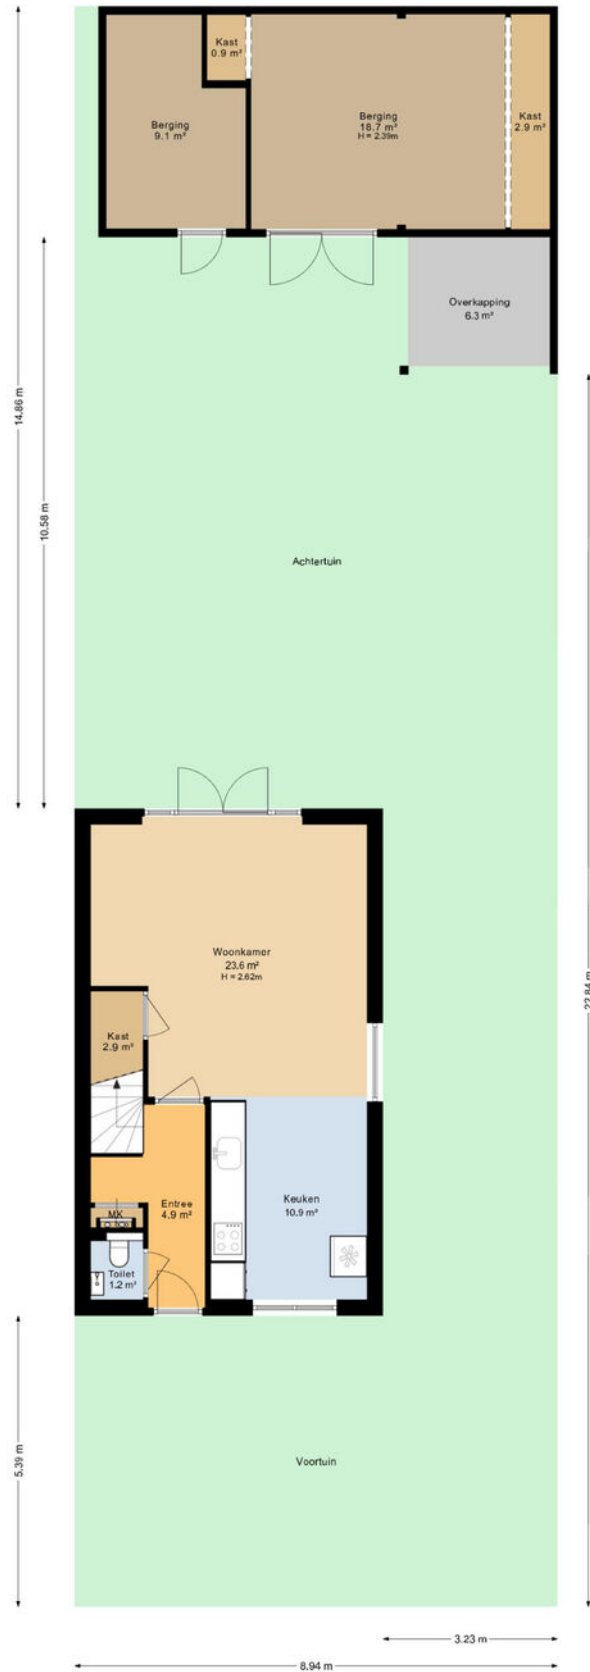 Kast
0.9 m²
Berging
9.1 m²
Berging
18.7 m²
H = 2.39m
Kast
2.9 m²
Overkapping
6.3 m²
14.86 m
10.58 m
Achtertuin
22.84 m
Woonkamer
23.6 m²
H = 2.62m
Kast
2.9 m²
Entree
4.9 m²
Keuken
10.9 m²
MK
Toilet
1.2 m²
5.39 m
Voortuin
3.23 m
8.94 m